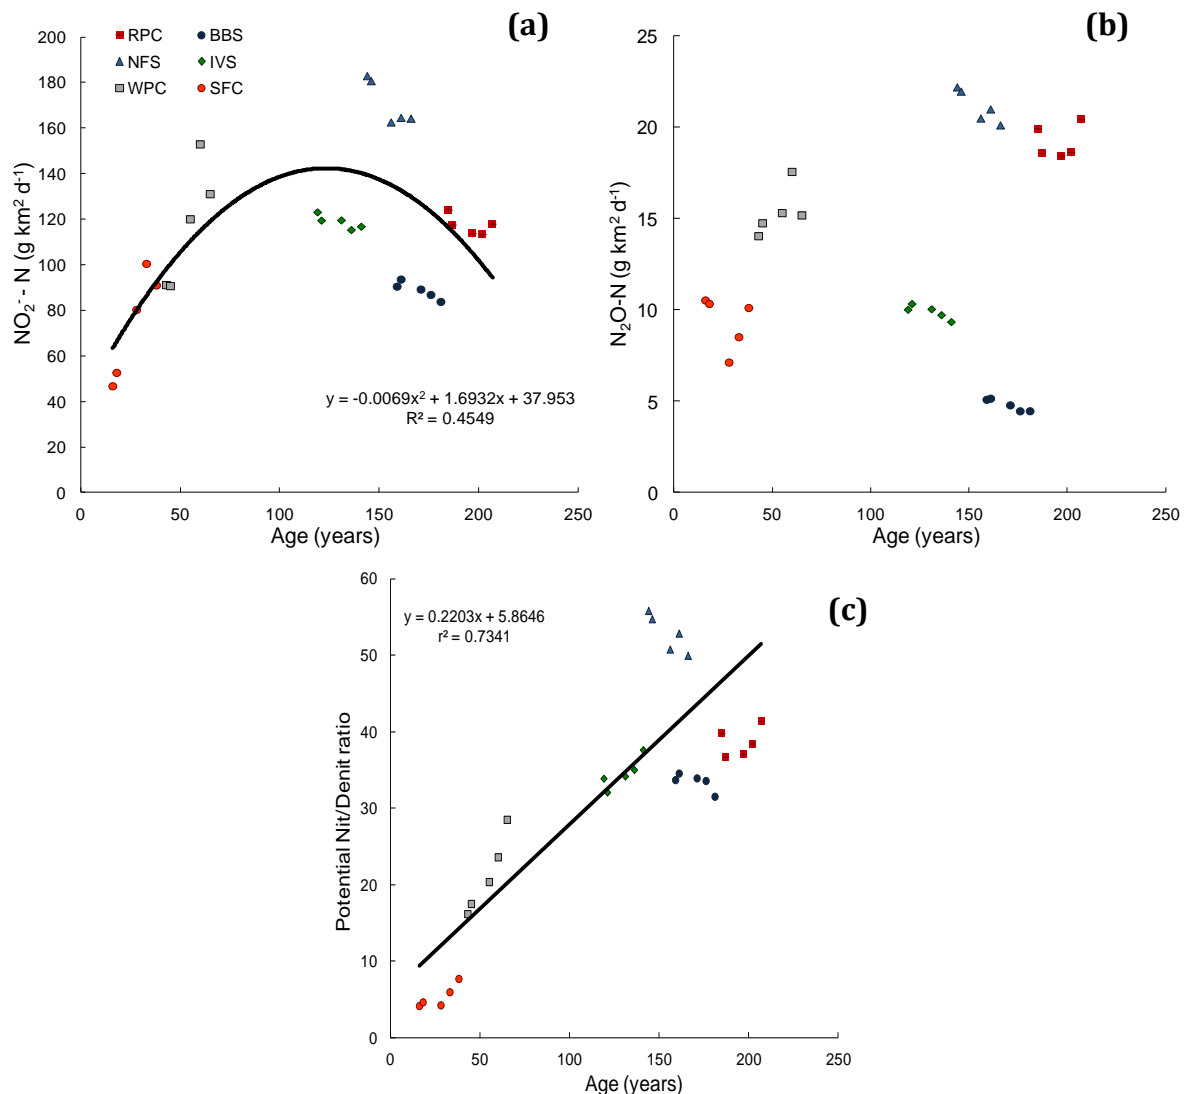 (a)
RPC BBS
NFS IVS
WPC SFC
200
180
160
140
120
100
80
60
40
20
0
NO₂⁻ - N (g km² d⁻¹)
y = -0.0069x² + 1.6932x + 37.953
R² = 0.4549
0 50 100 150 200 250
Age (years)
(b)
25
20
15
10
5
0
N₂O-N (g km² d⁻¹)
0 50 100 150 200 250
Age (years)
(c)
60
50
40
30
20
10
0
Potential Nit/Denit ratio
y = 0.2203x + 5.8646
r² = 0.7341
0 50 100 150 200 250
Age (years)